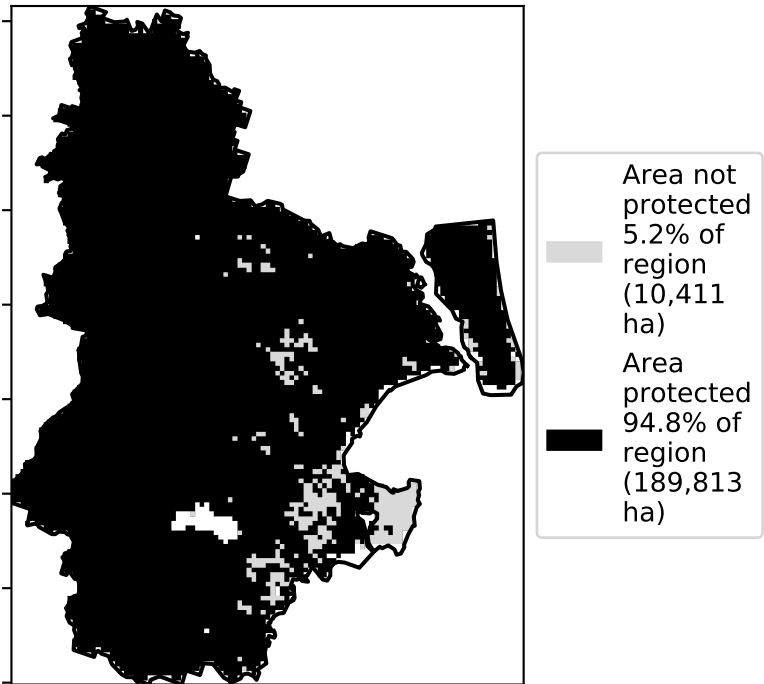 Area not
protected
5.2% of
region
(10,411
ha)
Area
protected
94.8% of
region
(189,813
ha)